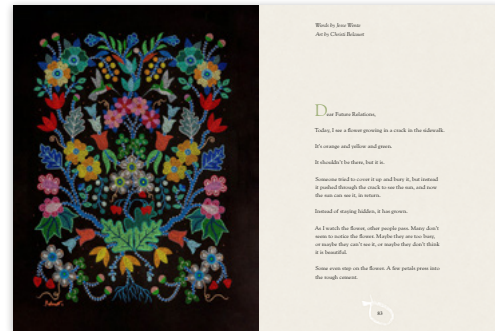 Words by Jesse Wente
Art by Christi Belcourt
Dear Future Relations,
Today, I see a flower growing in a crack in the sidewalk.
It's orange and yellow and green.
It shouldn't be there, but it is.
Someone tried to cover it up and bury it, but instead
it pushed through the crack to see the sun, and now
the sun can see it, in return.
Instead of staying hidden, it has grown.
As I watch the flower, other people pass. Many don't
seem to notice the flower. Maybe they are too busy,
or maybe they can't see it, or maybe they don't think
it is beautiful.
Some even step on the flower. A few petals press into
the rough cement.
83